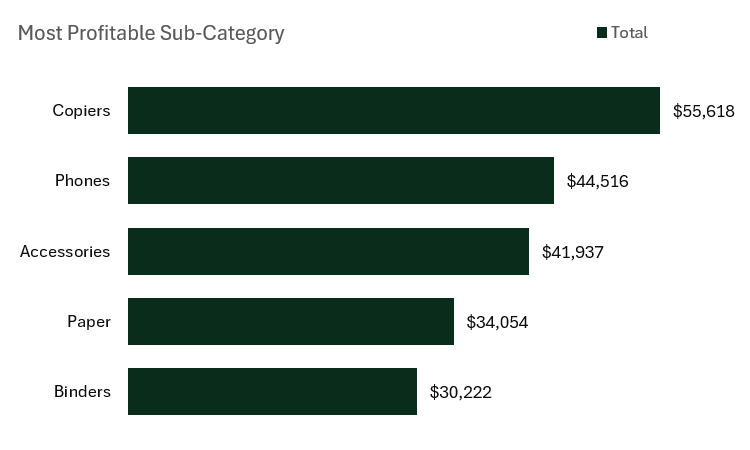 Most Profitable Sub-Category
Total
Copiers $55,618
Phones $44,516
Accessories $41,937
Paper $34,054
Binders $30,222